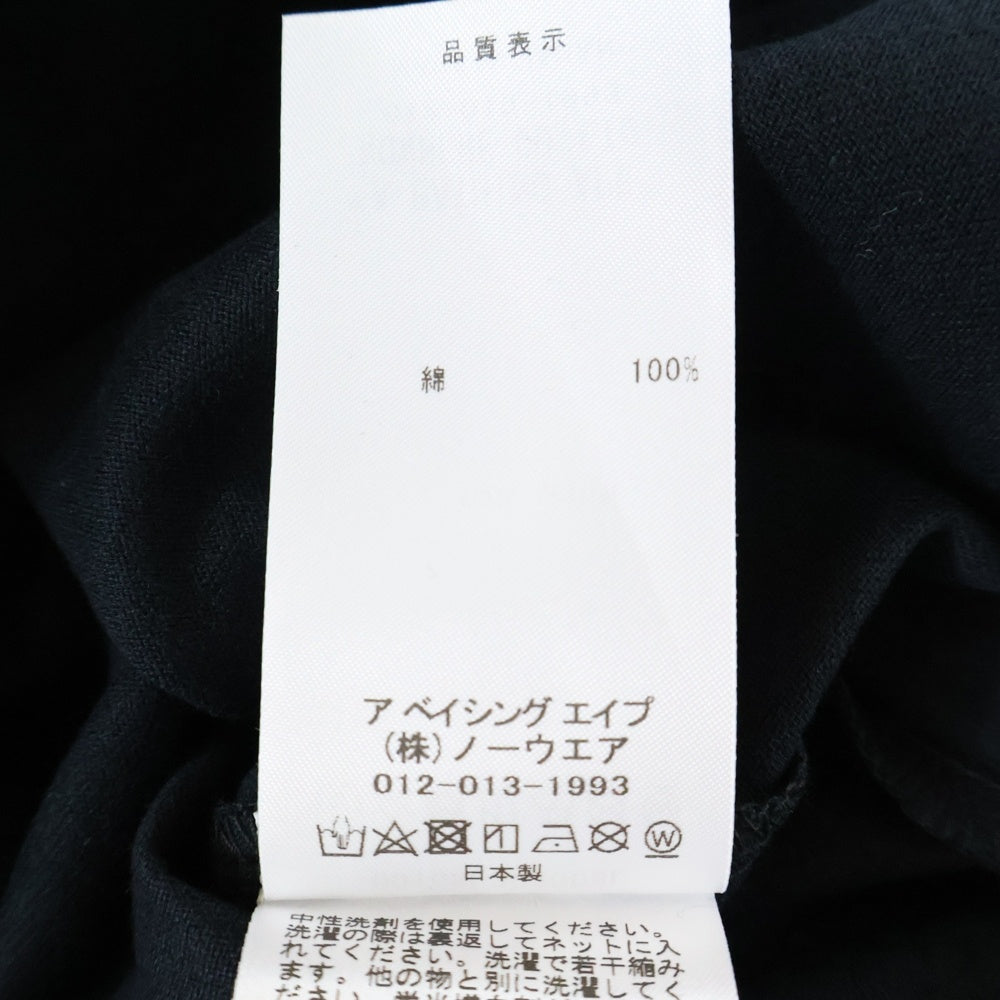 品質表示
綿 100%
ア ベイシング エイプ
(株)ノーウエア
012-013-1993
W
日本製
中性洗剤を使用してください。
洗濯の際は裏返してネットに入
れてください。洗濯で若干縮み
ます。他の物と別に洗濯してく
ださい。